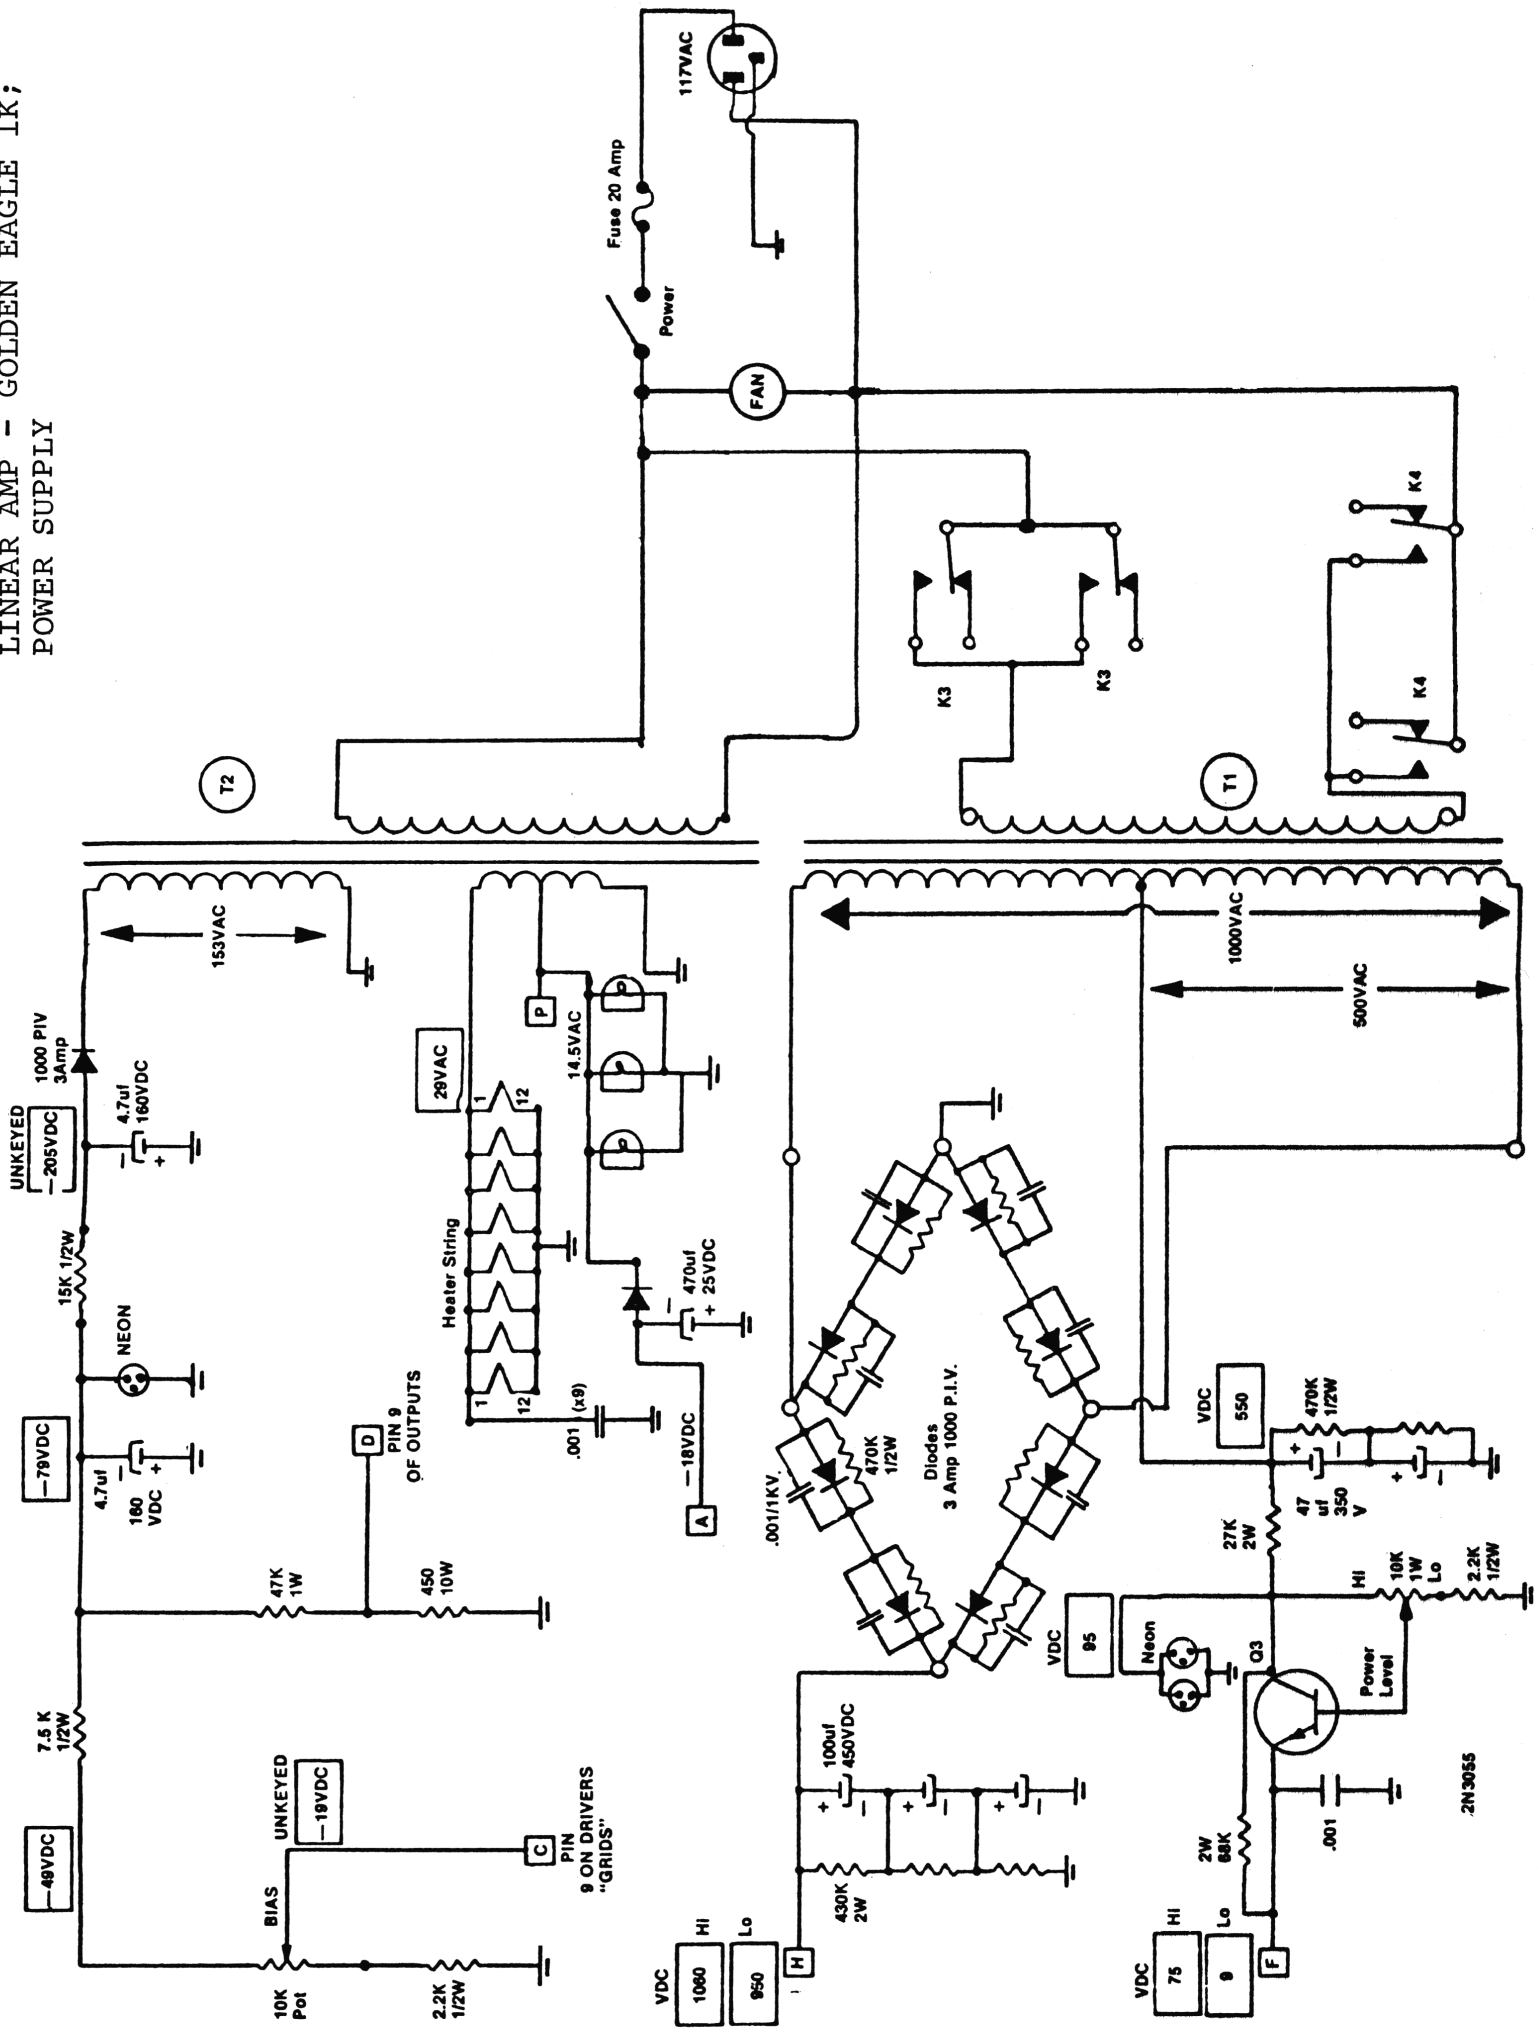 LINEAR AMP - GOLDEN EAGLE 1K;
POWER SUPPLY
117VAC
Fuse 20 Amp
Power
FAN
T2
T1
K3
K3
K4
K4
153VAC
1000 PIV
3Amp
UNKEYED
—205VDC
4.7uf
160VDC
−
+
15K 1/2W
NEON
—79VDC
4.7uf
160
VDC
−
+
7.5 K
1/2W
—49VDC
47K
1W
450
10W
D
PIN 9
OF OUTPUTS
BIAS
10K
Pot
2.2K
1/2W
UNKEYED
—19VDC
C
PIN
9 ON DRIVERS
"GRIDS"
29VAC
Heater String
1
12
1
12
.001 (x9)
P
14.5VAC
−
+
470uf
25VDC
—18VDC
A
1000VAC
500VAC
.001/1KV.
470K
1/2W
Diodes
3 Amp 1000 P.I.V.
100uf
450VDC
+
−
+
−
+
−
430K
2W
VDC
1060
Hi
950
Lo
H
VDC
550
470K
1/2W
+
−
+
−
47
uf
350
V
27K
2W
VDC
95
Neon
Hi
10K
1W
Lo
2.2K
1/2W
Power
Level
Q3
2N3055
2W
68K
.001
VDC
75
Hi
9
Lo
F